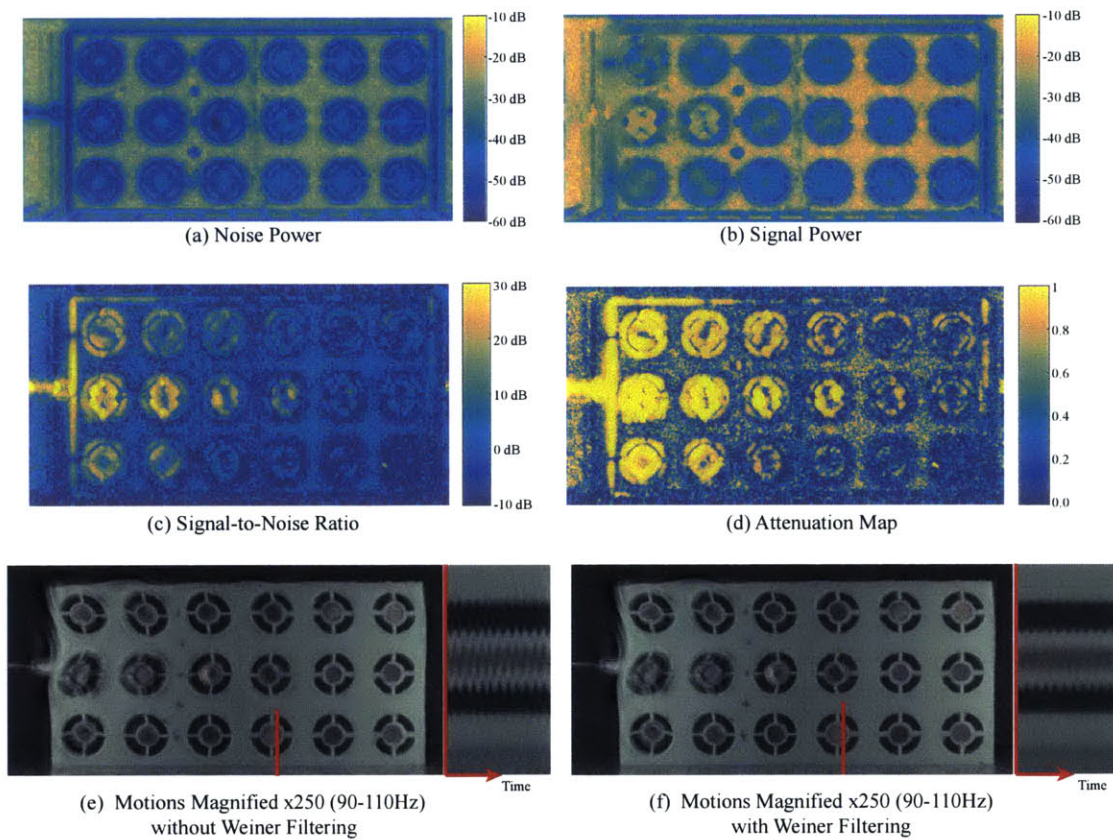 -10 dB
-20 dB
-30 dB
-40 dB
-50 dB
-60 dB
(a) Noise Power
-10 dB
-20 dB
-30 dB
-40 dB
-50 dB
-60 dB
(b) Signal Power
30 dB
20 dB
10 dB
0 dB
-10 dB
(c) Signal-to-Noise Ratio
1
0.8
0.6
0.4
0.2
0.0
(d) Attenuation Map
Time
(e) Motions Magnified x250 (90-110Hz)
without Weiner Filtering
Time
(f) Motions Magnified x250 (90-110Hz)
with Weiner Filtering